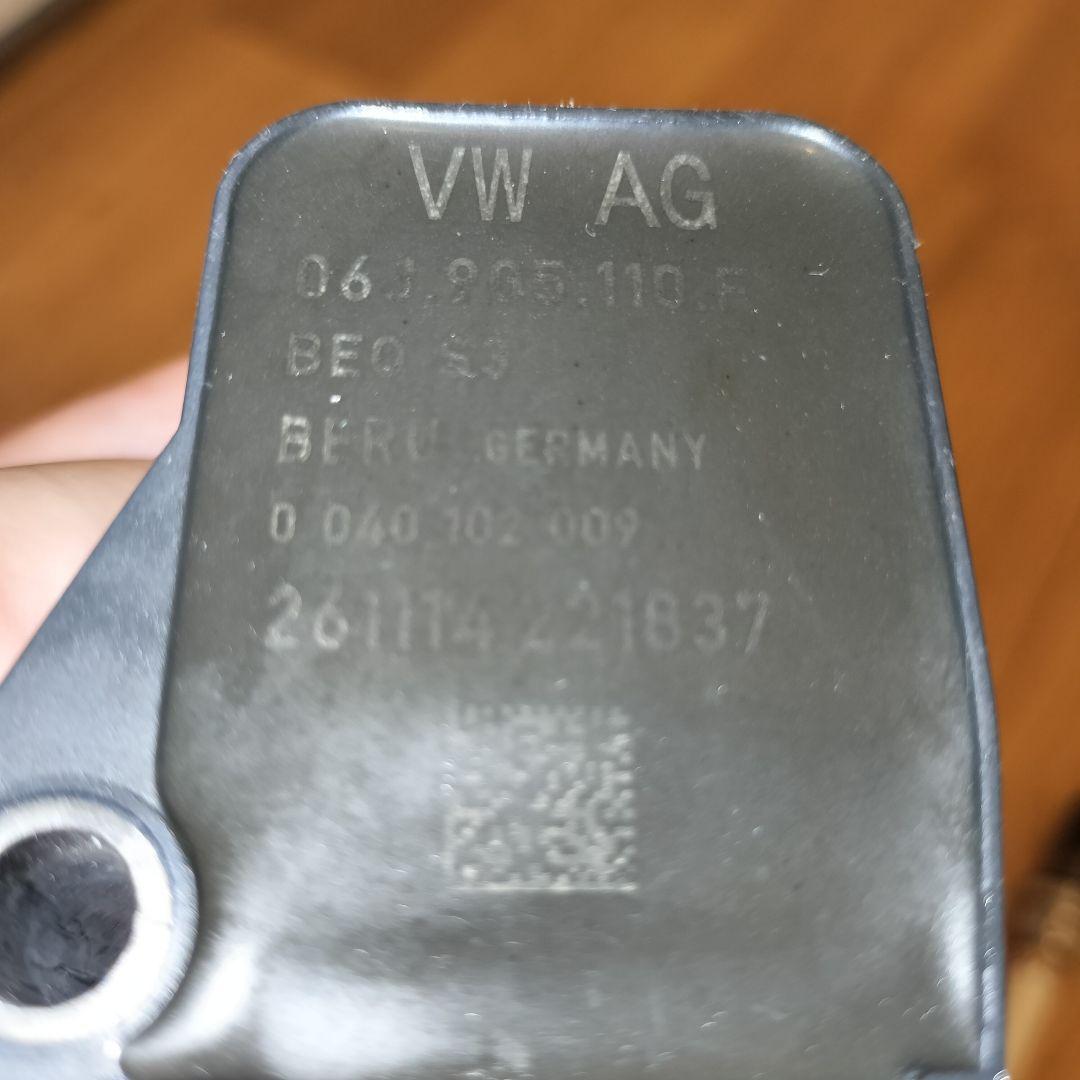 VW AG
06J.905.110.F
BEO S3
BERU GERMANY
0 040 102 009
261114 221837